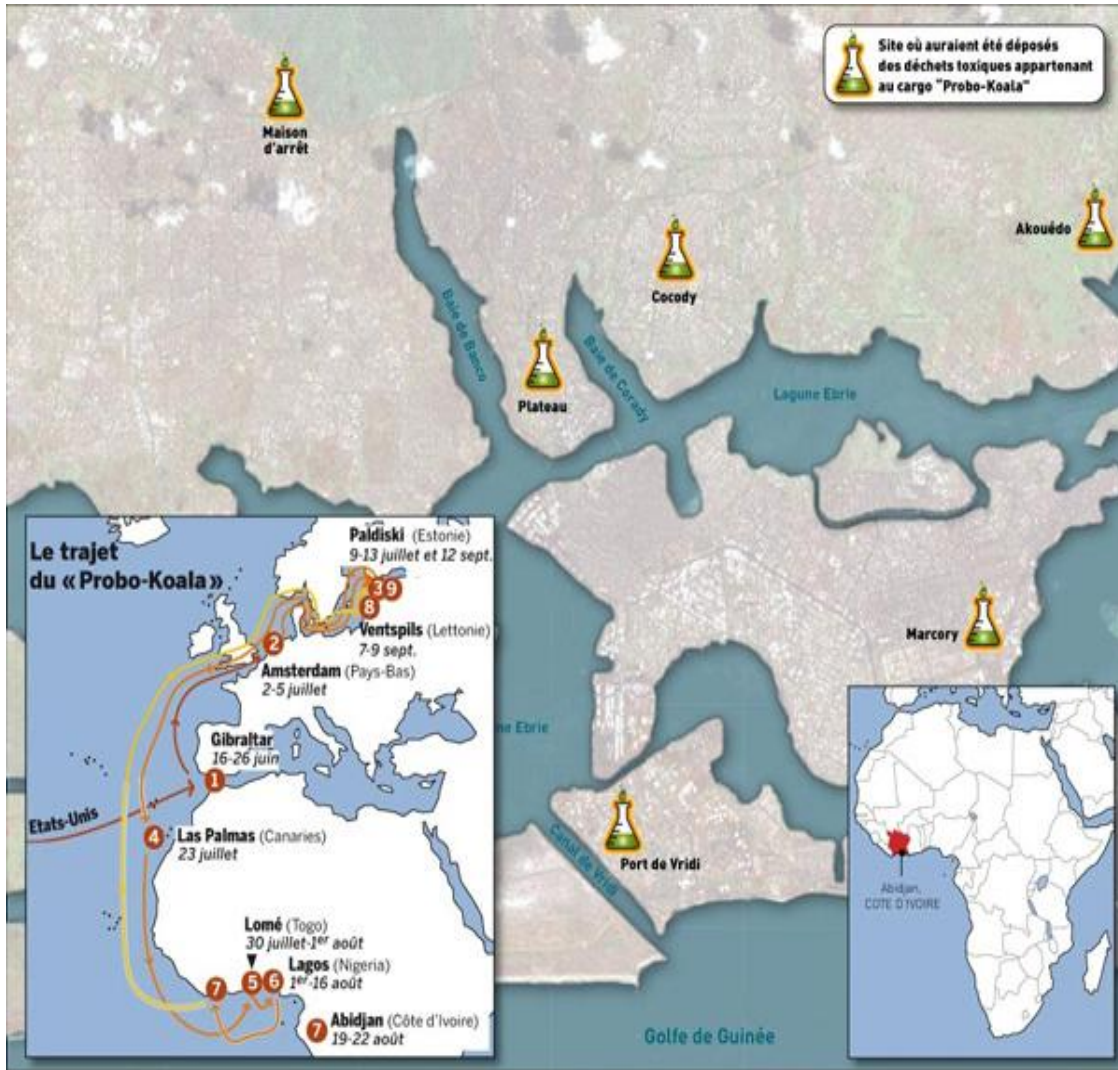 Site où auraient été déposés
des déchets toxiques appartenant
au cargo "Probo-Koala"
Maison
d'arrêt
Akouédo
Cocody
Baie de Banco
Plateau
Baie de Corady
Lagune Ebrie
Marcory
ne Ebrie
Port de Vridi
Canal de Vridi
Golfe de Guinée
Le trajet
du « Probo-Koala »
Paldiski (Estonie)
9-13 juillet et 12 sept.
3 9
8
Ventspils (Lettonie)
7-9 sept.
2
Amsterdam (Pays-Bas)
2-5 juillet
Gibraltar
16-26 juin
1
Etats-Unis
4
Las Palmas (Canaries)
23 juillet
Lomé (Togo)
30 juillet-1er août
Lagos (Nigeria)
1er-16 août
7 5 6
7 Abidjan (Côte d'Ivoire)
19-22 août
Abidjan,
COTE D'IVOIRE